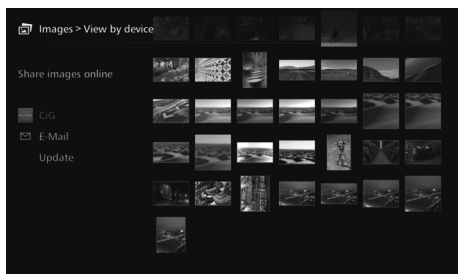 Images > View by device
Share images online
CiG
E-Mail
Update